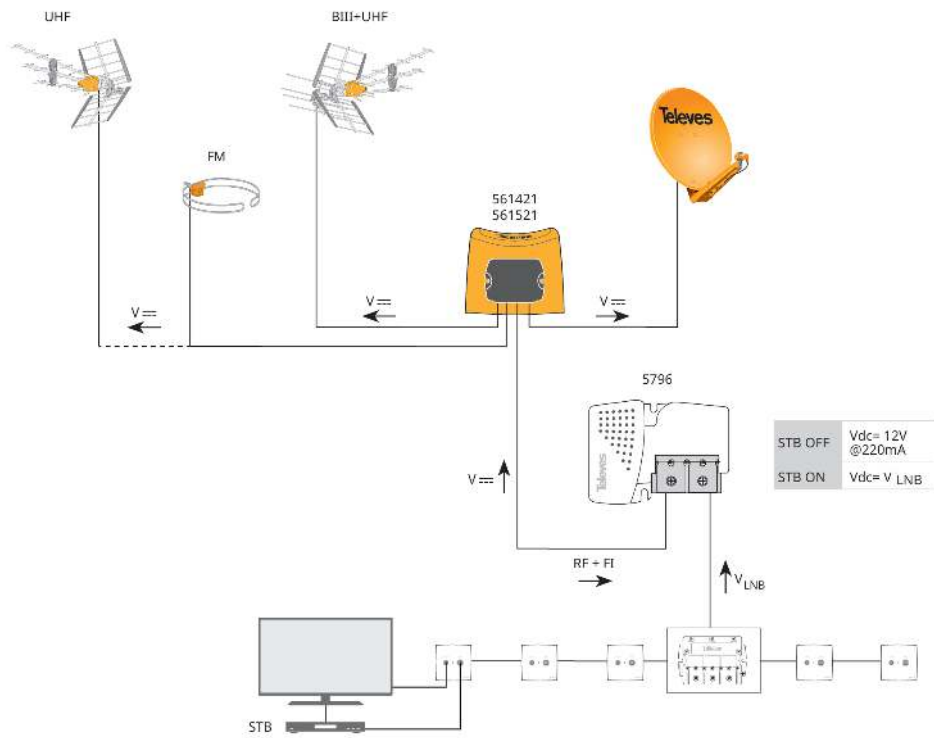 UHF
BIII+UHF
Televes
FM
561421
561521
V
V
V
5796
Televes
STB OFF
Vdc= 12V
@220mA
STB ON
Vdc= V LNB
V
RF + FI
VLNB
STB